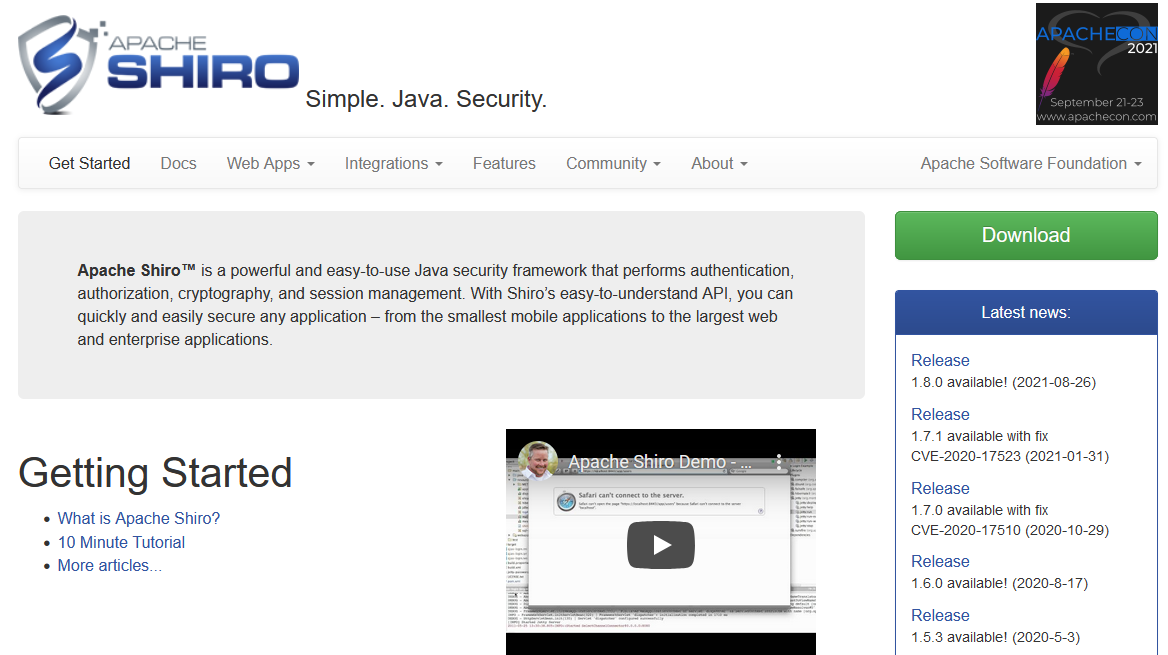 APACHE
SHIRO
Simple. Java. Security.
APACHECON
2021
September 21-23
www.apachecon.com
Get Started Docs Web Apps Integrations Features Community About Apache Software Foundation
Apache Shiro™ is a powerful and easy-to-use Java security framework that performs authentication,
authorization, cryptography, and session management. With Shiro’s easy-to-understand API, you can
quickly and easily secure any application – from the smallest mobile applications to the largest web
and enterprise applications.
Download
Latest news:
Release
1.8.0 available! (2021-08-26)
Release
1.7.1 available with fix
CVE-2020-17523 (2021-01-31)
Release
1.7.0 available with fix
CVE-2020-17510 (2020-10-29)
Release
1.6.0 available! (2020-8-17)
Release
1.5.3 available! (2020-5-3)
Getting Started
What is Apache Shiro?
10 Minute Tutorial
More articles...
Apache Shiro Demo - ...
Safari can't connect to the server.